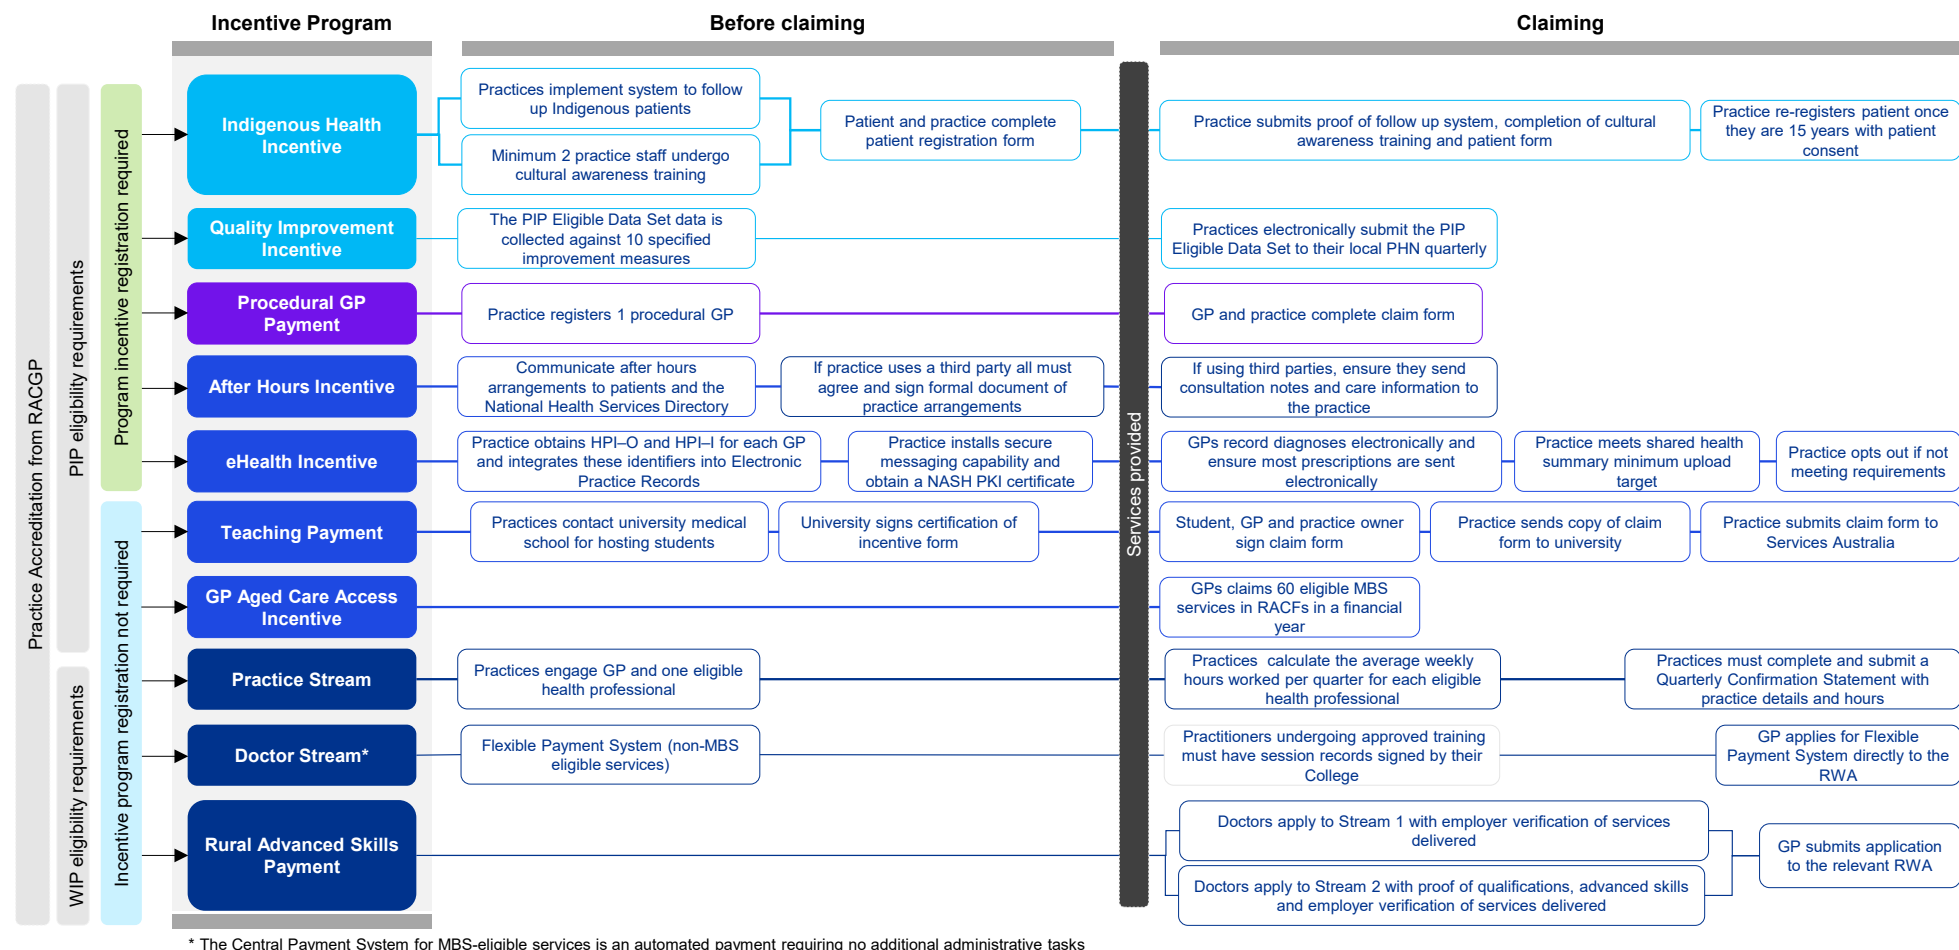 Incentive Program
Before claiming
Claiming
Practice Accreditation from RACGP
PIP eligibility requirements
WIP eligibility requirements
Program incentive registration required
Incentive program registration not required
Services provided
Indigenous Health
Incentive
Practices implement system to follow
up Indigenous patients
Minimum 2 practice staff undergo
cultural awareness training
Patient and practice complete
patient registration form
Practice submits proof of follow up system, completion of cultural
awareness training and patient form
Practice re-registers patient once
they are 15 years with patient
consent
Quality Improvement
Incentive
The PIP Eligible Data Set data is
collected against 10 specified
improvement measures
Practices electronically submit the PIP
Eligible Data Set to their local PHN quarterly
Procedural GP
Payment
Practice registers 1 procedural GP
GP and practice complete claim form
After Hours Incentive
Communicate after hours
arrangements to patients and the
National Health Services Directory
If practice uses a third party all must
agree and sign formal document of
practice arrangements
If using third parties, ensure they send
consultation notes and care information to
the practice
eHealth Incentive
Practice obtains HPI–O and HPI–I for each GP
and integrates these identifiers into Electronic
Practice Records
Practice installs secure
messaging capability and
obtain a NASH PKI certificate
GPs record diagnoses electronically and
ensure most prescriptions are sent
electronically
Practice meets shared health
summary minimum upload
target
Practice opts out if not
meeting requirements
Teaching Payment
Practices contact university medical
school for hosting students
University signs certification of
incentive form
Student, GP and practice owner
sign claim form
Practice sends copy of claim
form to university
Practice submits claim form to
Services Australia
GP Aged Care Access
Incentive
GPs claims 60 eligible MBS
services in RACFs in a financial
year
Practice Stream
Practices engage GP and one eligible
health professional
Practices calculate the average weekly
hours worked per quarter for each eligible
health professional
Practices must complete and submit a
Quarterly Confirmation Statement with
practice details and hours
Doctor Stream*
Flexible Payment System (non-MBS
eligible services)
Practitioners undergoing approved training
must have session records signed by their
College
GP applies for Flexible
Payment System directly to the
RWA
Rural Advanced Skills
Payment
Doctors apply to Stream 1 with employer verification of services
delivered
Doctors apply to Stream 2 with proof of qualifications, advanced skills
and employer verification of services delivered
GP submits application
to the relevant RWA
* The Central Payment System for MBS-eligible services is an automated payment requiring no additional administrative tasks